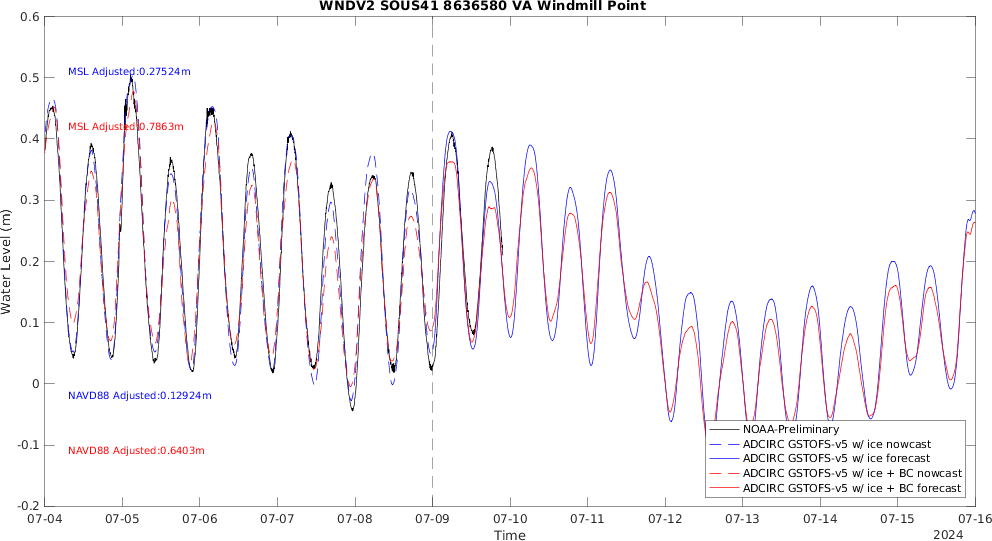 WNDV2 SOUS41 8636580 VA Windmill Point
0.6
0.5
0.4
0.3
0.2
0.1
0
-0.1
-0.2
Water Level (m)
MSL Adjusted:0.27524m
MSL Adjusted:0.7863m
NAVD88 Adjusted:0.12924m
NAVD88 Adjusted:0.6403m
NOAA-Preliminary
ADCIRC GSTOFS-v5 w/ ice nowcast
ADCIRC GSTOFS-v5 w/ ice forecast
ADCIRC GSTOFS-v5 w/ ice + BC nowcast
ADCIRC GSTOFS-v5 w/ ice + BC forecast
07-04 07-05 07-06 07-07 07-08 07-09 07-10 07-11 07-12 07-13 07-14 07-15 07-16
Time
2024